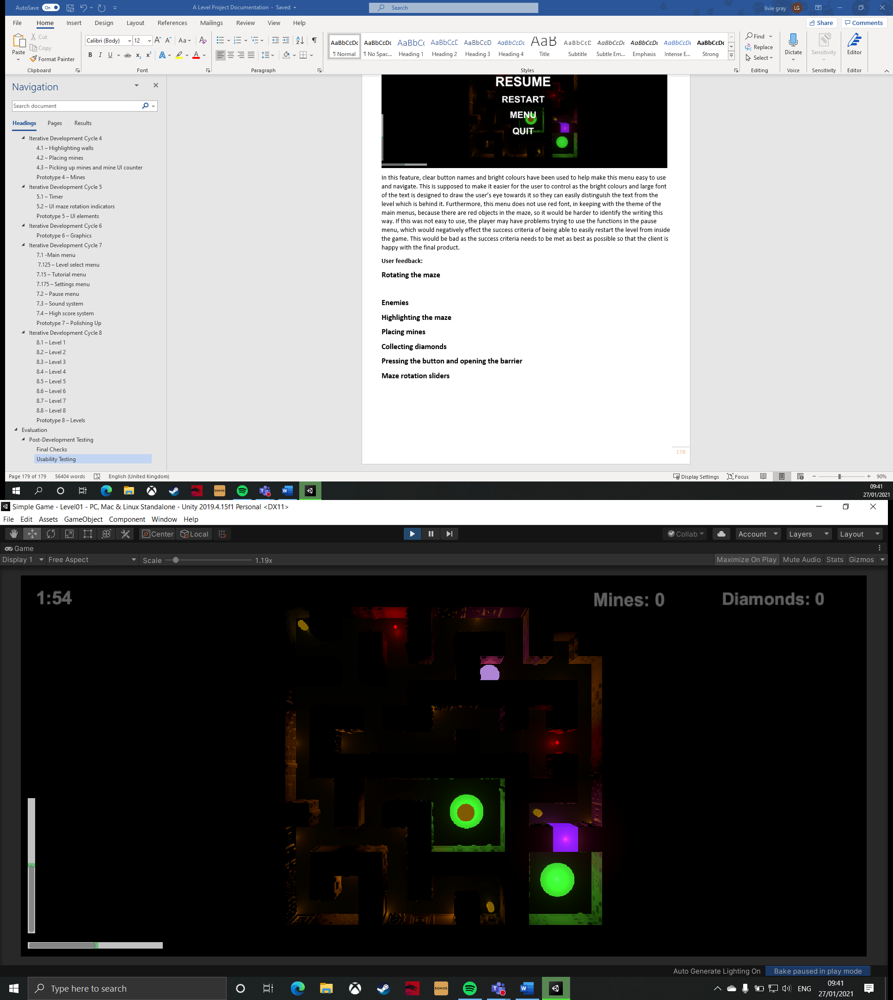 AutoSave On A Level Project Documentation - Saved Search livie gray LG
File Home Insert Design Layout References Mailings Review View Help Share Comments
Paste Cut Copy Format Painter Clipboard
Calibri (Body) 12 Aa Font
Paragraph
AaBbCcDc AaBbCcDc AaBbCc AaBbCcE AaBbCcD AaBbCcDc AaB AaBbCcD AaBbCcDc AaBbCcDc AaBbCcDc AaBbCcDc
¶ Normal ¶ No Spac... Heading 1 Heading 2 Heading 3 Heading 4 Title Subtitle Subtle Em... Emphasis Intense E... Strong
Styles
Find Replace Select Editing
Dictate Voice
Sensitivity Sensitivity
Editor Editor
Navigation
Search document
Headings Pages Results
Iterative Development Cycle 4
4.1 – Highlighting walls
4.2 – Placing mines
4.3 – Picking up mines and mine UI counter
Prototype 4 – Mines
Iterative Development Cycle 5
5.1 – Timer
5.2 – UI maze rotation indicators
Prototype 5 – UI elements
Iterative Development Cycle 6
Prototype 6 – Graphics
Iterative Development Cycle 7
7.1 -Main menu
7.125 – Level select menu
7.15 – Tutorial menu
7.175 – Settings menu
7.2 – Pause menu
7.3 – Sound system
7.4 – High score system
Prototype 7 – Polishing Up
Iterative Development Cycle 8
8.1 – Level 1
8.2 – Level 2
8.3 – Level 3
8.4 – Level 4
8.5 – Level 5
8.6 – Level 6
8.7 – Level 7
8.8 – Level 8
Prototype 8 – Levels
Evaluation
Post-Development Testing
Final Checks
Usability Testing
RESUME
RESTART
MENU
QUIT
In this feature, clear button names and bright colours have been used to help make this menu easy to use
and navigate. This is supposed to make it easier for the user to control as the bright colours and large font
of the text is designed to draw the user's eye towards it so they can easily distinguish the text from the
level which is behind it. Furthermore, this menu does not use red font, in keeping with the theme of the
main menus, because there are red objects in the maze, so it would be harder to identify the writing this
way. If this was not easy to use, the player may have problems trying to use the functions in the pause
menu, which would negatively effect the success criteria of being able to easily restart the level from inside
the game. This would be bad as the success criteria needs to be met as best as possible so that the client is
happy with the final product.
User feedback:
Rotating the maze
Enemies
Highlighting the maze
Placing mines
Collecting diamonds
Pressing the button and opening the barrier
Maze rotation sliders
178
Page 179 of 179 56404 words English (United Kingdom) Display Settings Focus 90%
SONOS
09:41
27/01/2021
Simple Game - Level01 - PC, Mac & Linux Standalone - Unity 2019.4.15f1 Personal <DX11>
File Edit Assets GameObject Component Window Help
Center Local Collab Account Layers Layout
Game
Display 1 Free Aspect Scale 1.19x Maximize On Play Mute Audio Stats Gizmos
1:54 Mines: 0 Diamonds: 0
Auto Generate Lighting On Bake paused in play mode
Type here to search SONOS ENG
09:41
27/01/2021